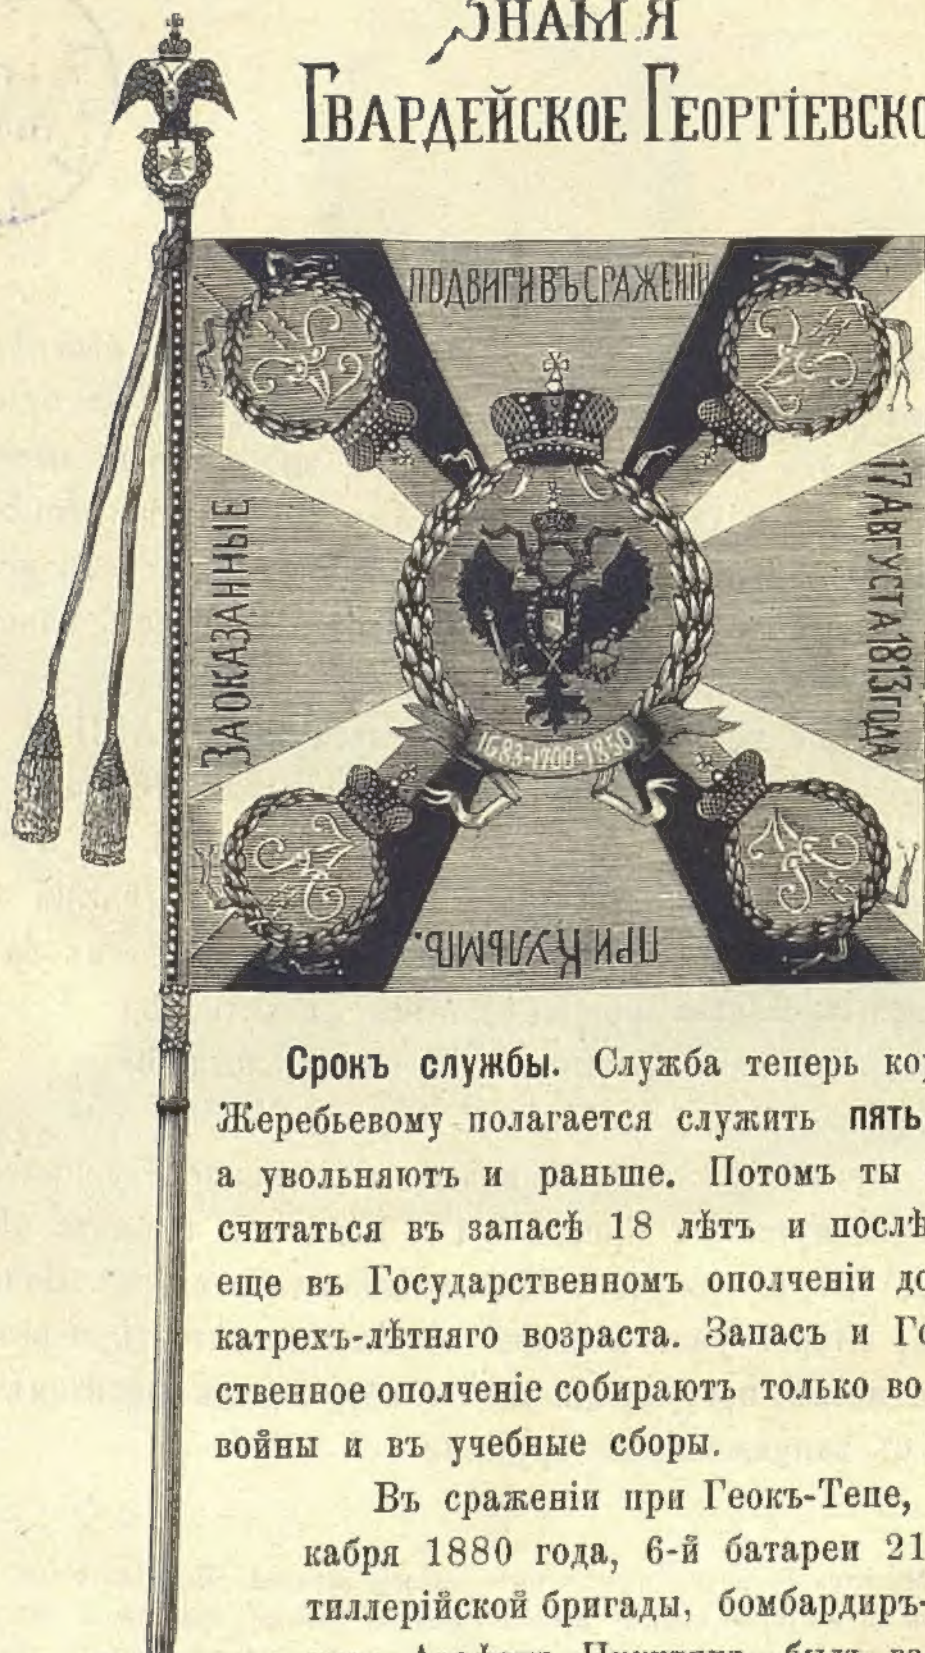 ЗНАМЯ
ГВАРДЕЙСКОЕ ГЕОРГІЕВСКО
ЗА ОКАЗАННЫЕ
ПОДВИГИ ВЪ СРАЖЕНІИ
17 АВГУСТА 1813 ГОДА
ПРИ КУЛЬМѢ.
1683-1700-1850
Срокъ службы. Служба теперь ко
Жеребьевому полагается служить пять
а увольняютъ и раньше. Потомъ ты
считаться въ запасѣ 18 лѣтъ и послѣ
еще въ Государственномъ ополченіи до
катрехъ-лѣтняго возраста. Запасъ и Го
ственное ополченіе собираютъ только во
войны и въ учебные сборы.
Въ сраженіи при Геокъ-Тепе,
кабря 1880 года, 6-й батареи 21
тиллерійской бригады, бомбардиръ-